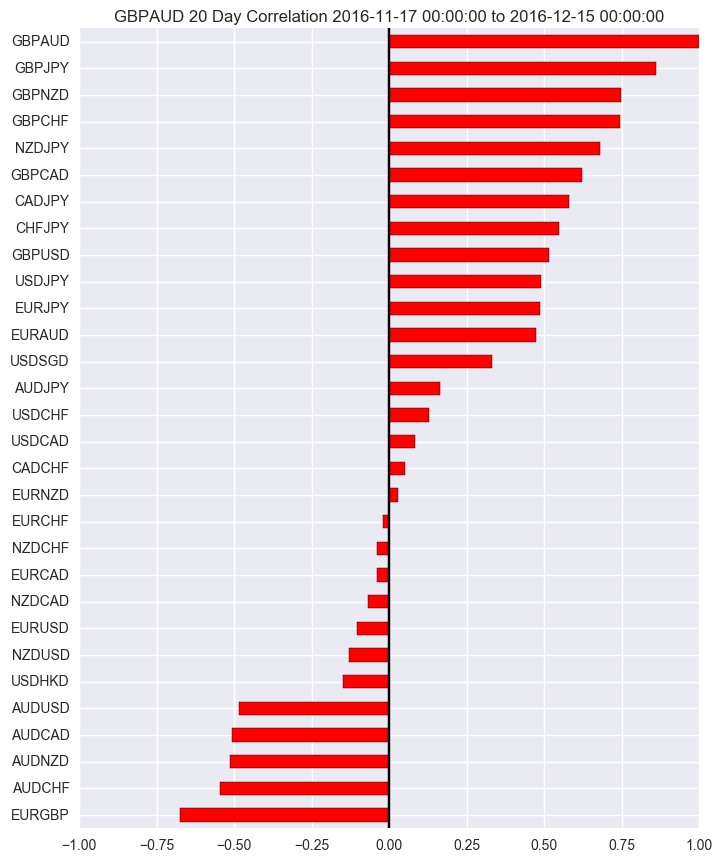 GBPAUD 20 Day Correlation 2016-11-17 00:00:00 to 2016-12-15 00:00:00
GBPAUD
GBPJPY
GBPNZD
GBPCHF
NZDJPY
GBPCAD
CADJPY
CHFJPY
GBPUSD
USDJPY
EURJPY
EURAUD
USDSGD
AUDJPY
USDCHF
USDCAD
CADCHF
EURNZD
EURCHF
NZDCHF
EURCAD
NZDCAD
EURUSD
NZDUSD
USDHKD
AUDUSD
AUDCAD
AUDNZD
AUDCHF
EURGBP
−1.00 −0.75 −0.50 −0.25 0.00 0.25 0.50 0.75 1.00